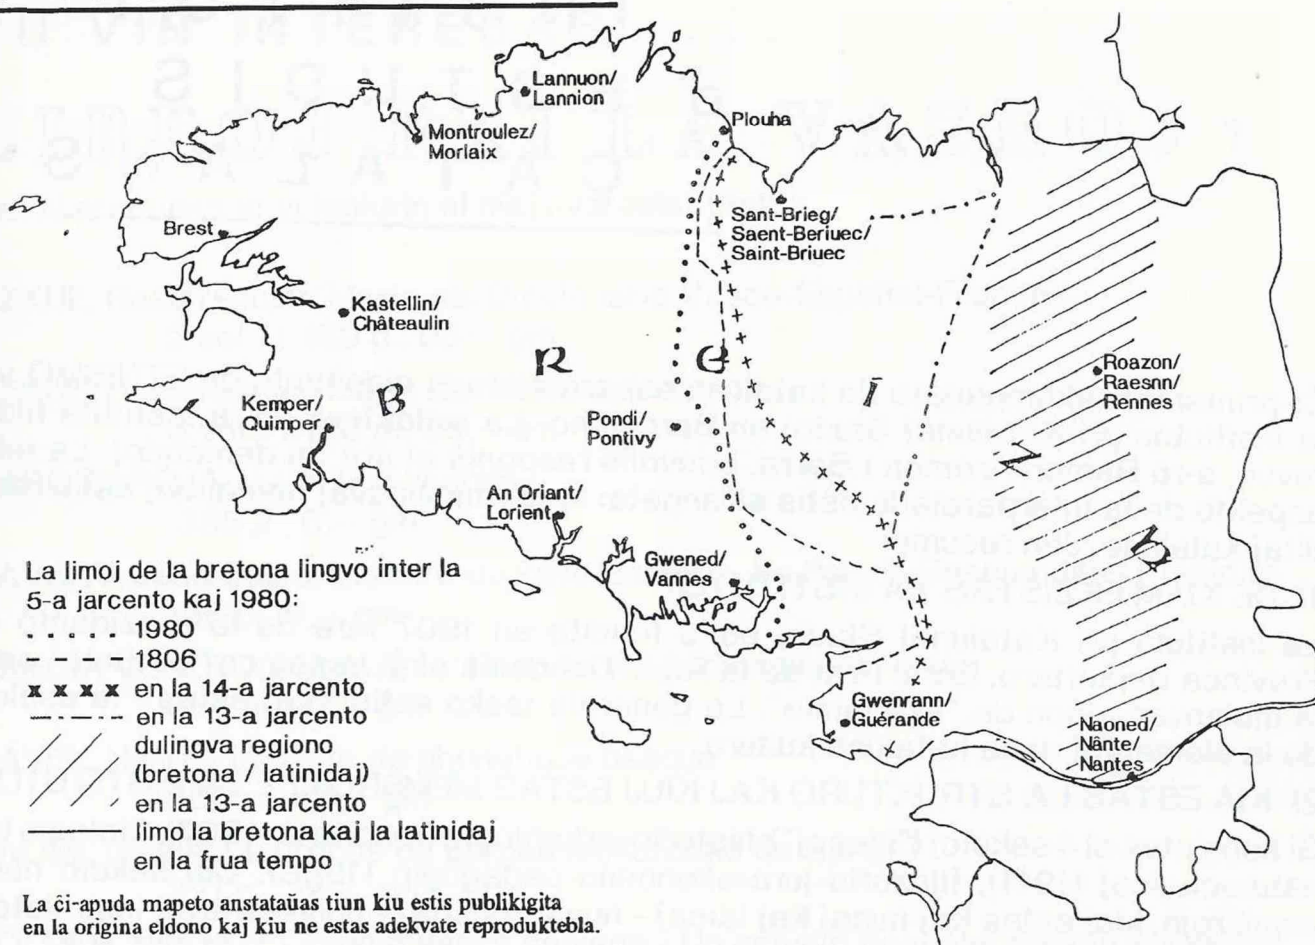 Lannuon/
Lannion
Montroulez/
Morlaix
Plouha
Brest
Sant-Brieg/
Saent-Beriuec/
Saint-Briuec
Kastellin/
Châteaulin
Roazon/
Raesnn/
Rennes
Kemper/
Quimper
Pondi/
Pontivy
An Oriant/
Lorient
Gwened/
Vannes
Gwenrann/
Guérande
Naoned/
Nânte/
Nantes
B R E I Z H
La limoj de la bretona lingvo inter la
5-a jarcento kaj 1980:
1980
1806
x x x x en la 14-a jarcento
en la 13-a jarcento
dulingva regiono
(bretona / latinidaj)
en la 13-a jarcento
limo la bretona kaj la latinidaj
en la frua tempo
La ĉi-apuda mapeto anstataŭas tiun kiu estis publikigita
en la origina eldono kaj kiu ne estas adekvate reproduktebla.